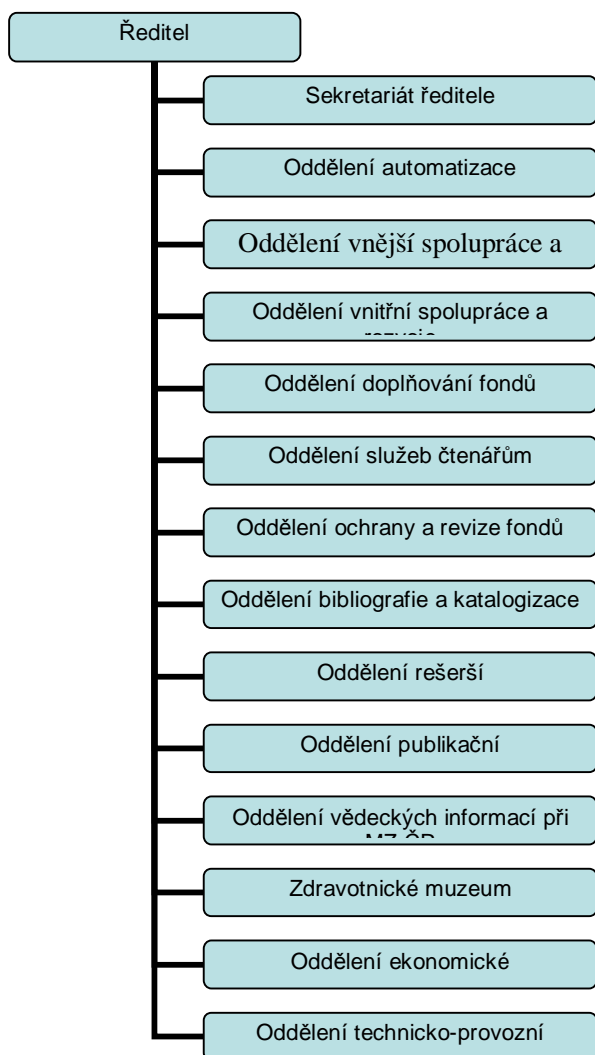 Ředitel
Sekretariát ředitele
Oddělení automatizace
Oddělení vnější spolupráce a
Oddělení vnitřní spolupráce a
Oddělení doplňování fondů
Oddělení služeb čtenářům
Oddělení ochrany a revize fondů
Oddělení bibliografie a katalogizace
Oddělení rešerší
Oddělení publikační
Oddělení vědeckých informací při
Zdravotnické muzeum
Oddělení ekonomické
Oddělení technicko-provozní